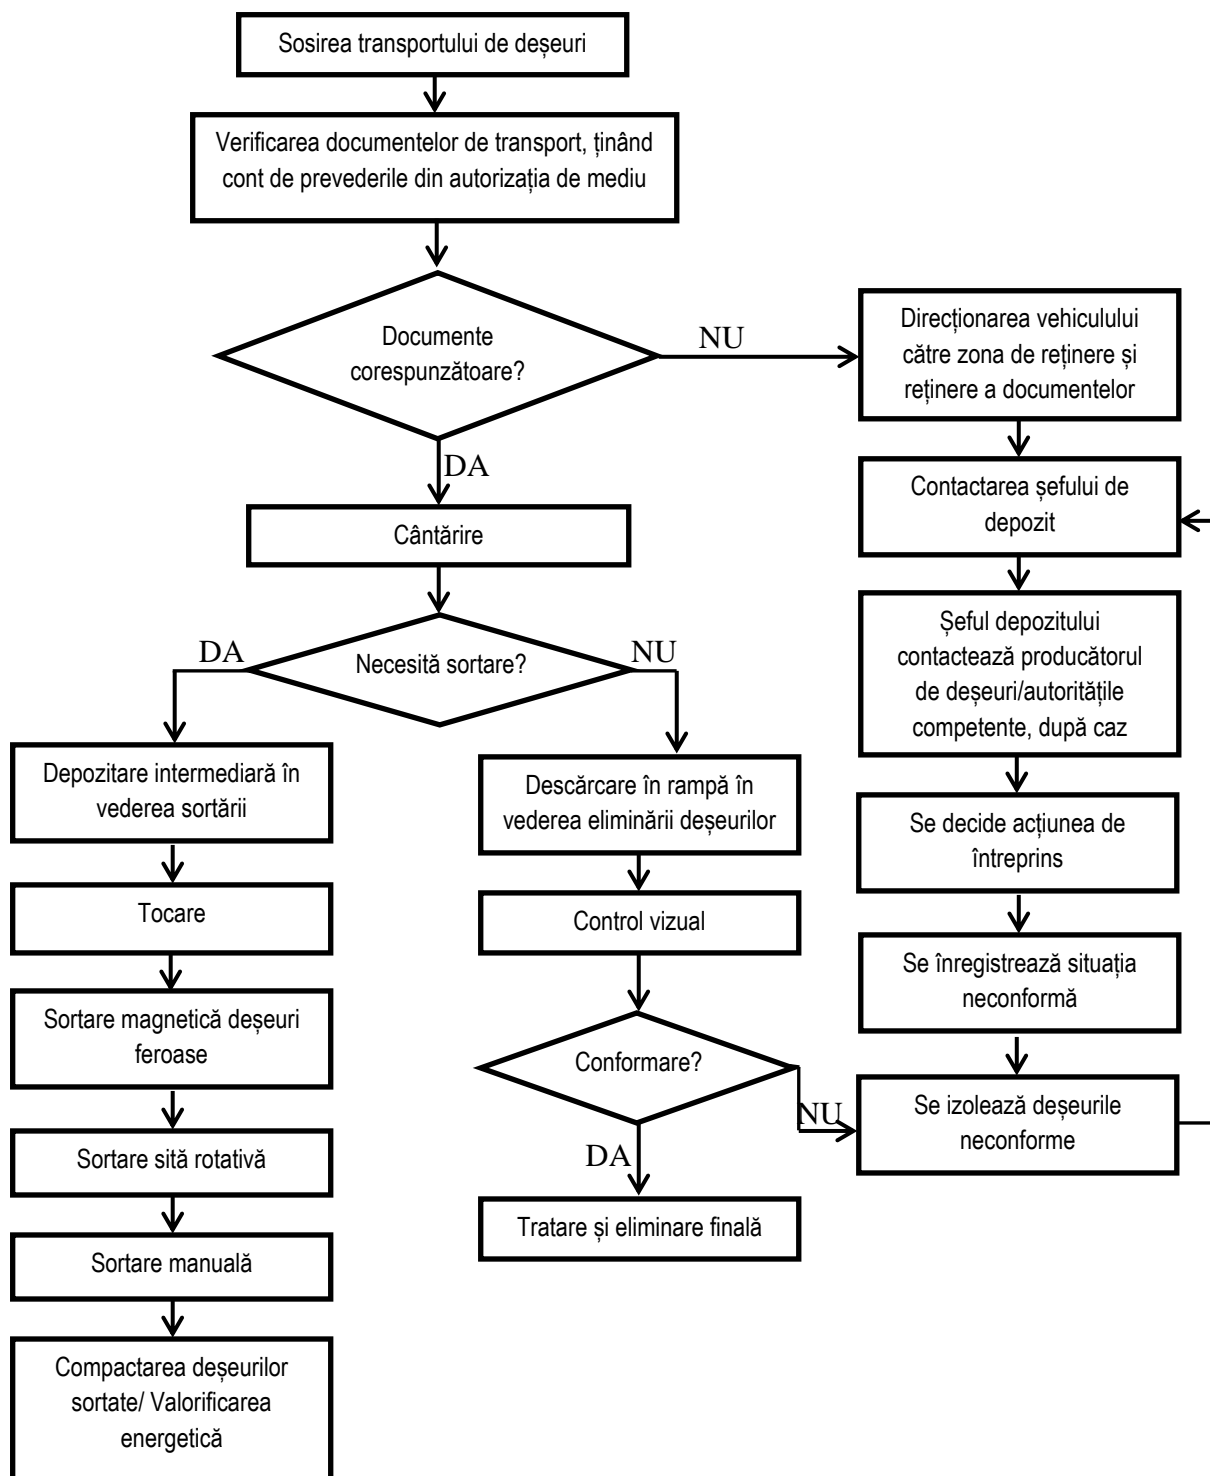 Sosirea transportului de deșeuri
Verificarea documentelor de transport, ținând
cont de prevederile din autorizația de mediu
Documente
corespunzătoare?
NU
Direcționarea vehiculului
către zona de reținere și
reținere a documentelor
DA
Contactarea șefului de
depozit
Cântărire
Șeful depozitului
contactează producătorul
de deșeuri/autoritățile
competente, după caz
DA
Necesită sortare?
NU
Depozitare intermediară în
vederea sortării
Descărcare în rampă în
vederea eliminării deșeurilor
Se decide acțiunea de
întreprins
Tocare
Control vizual
Se înregistrează situația
neconformă
Sortare magnetică deșeuri
feroase
Conformare?
NU
Se izolează deșeurile
neconforme
Sortare sită rotativă
DA
Tratare și eliminare finală
Sortare manuală
Compactarea deșeurilor
sortate/ Valorificarea
energetică